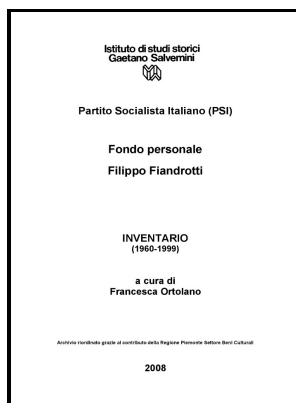 Istituto di studi storici
Gaetano Salvemini
Partito Socialista Italiano (PSI)
Fondo personale
Filippo Fiandrotti
INVENTARIO
(1960-1999)
a cura di
Francesca Ortolano
Archivio riordinato grazie al contributo della Regione Piemonte Settore Beni Culturali
2008